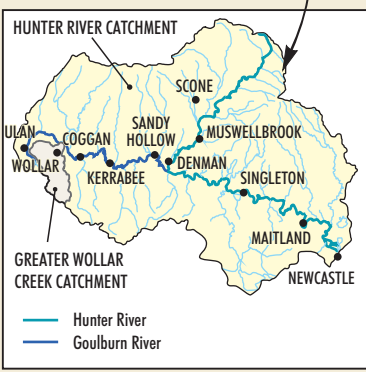 HUNTER RIVER CATCHMENT
SCONE
ULAN
COGGAN
SANDY
HOLLOW
MUSWELLBROOK
WOLLAR
DENMAN
KERRABEE
SINGLETON
MAITLAND
GREATER WOLLAR
CREEK CATCHMENT
NEWCASTLE
Hunter River
Goulburn River